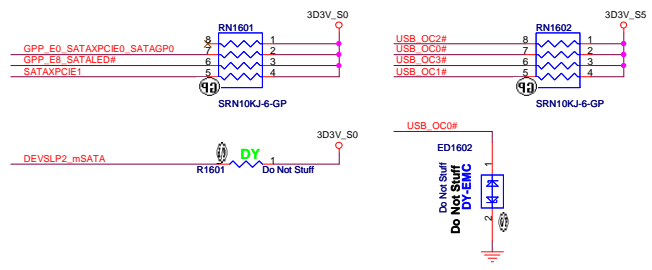 RN1601
3D3V_S0
8 1
GPP_E0_SATAXPCIE0_SATAGP0 7 2
GPP_E8_SATALED# 6 3
SATAXPCIE1 5 4
SRN10KJ-6-GP
RN1602
3D3V_S5
USB_OC2# 8 1
USB_OC0# 7 2
USB_OC3# 6 3
USB_OC1# 5 4
SRN10KJ-6-GP
3D3V_S0
DY
DEVSLP2_mSATA 1
R1601 Do Not Stuff
USB_OC0#
ED1602
1
Do Not Stuff
Do Not Stuff
DY-EMC
2